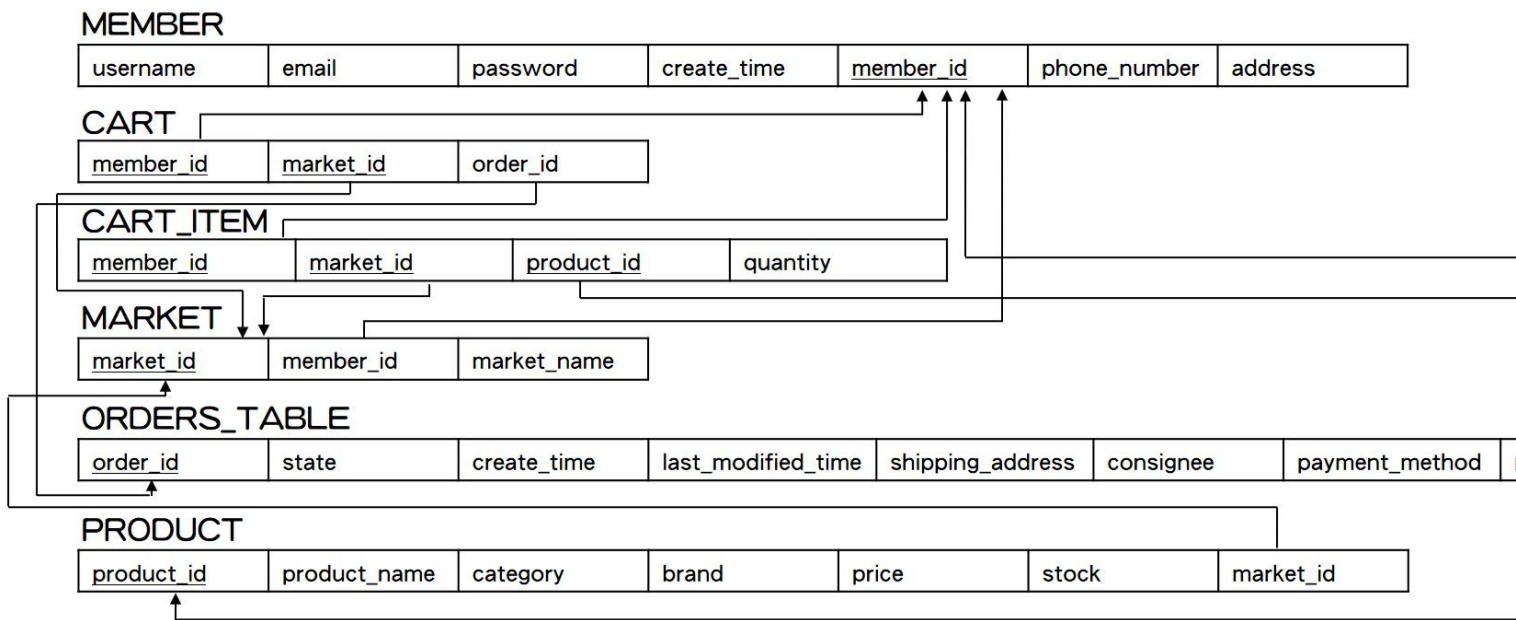 MEMBER
username email password create_time member_id phone_number address
CART
member_id market_id order_id
CART_ITEM
member_id market_id product_id quantity
MARKET
market_id member_id market_name
ORDERS_TABLE
order_id state create_time last_modified_time shipping_address consignee payment_method
PRODUCT
product_id product_name category brand price stock market_id